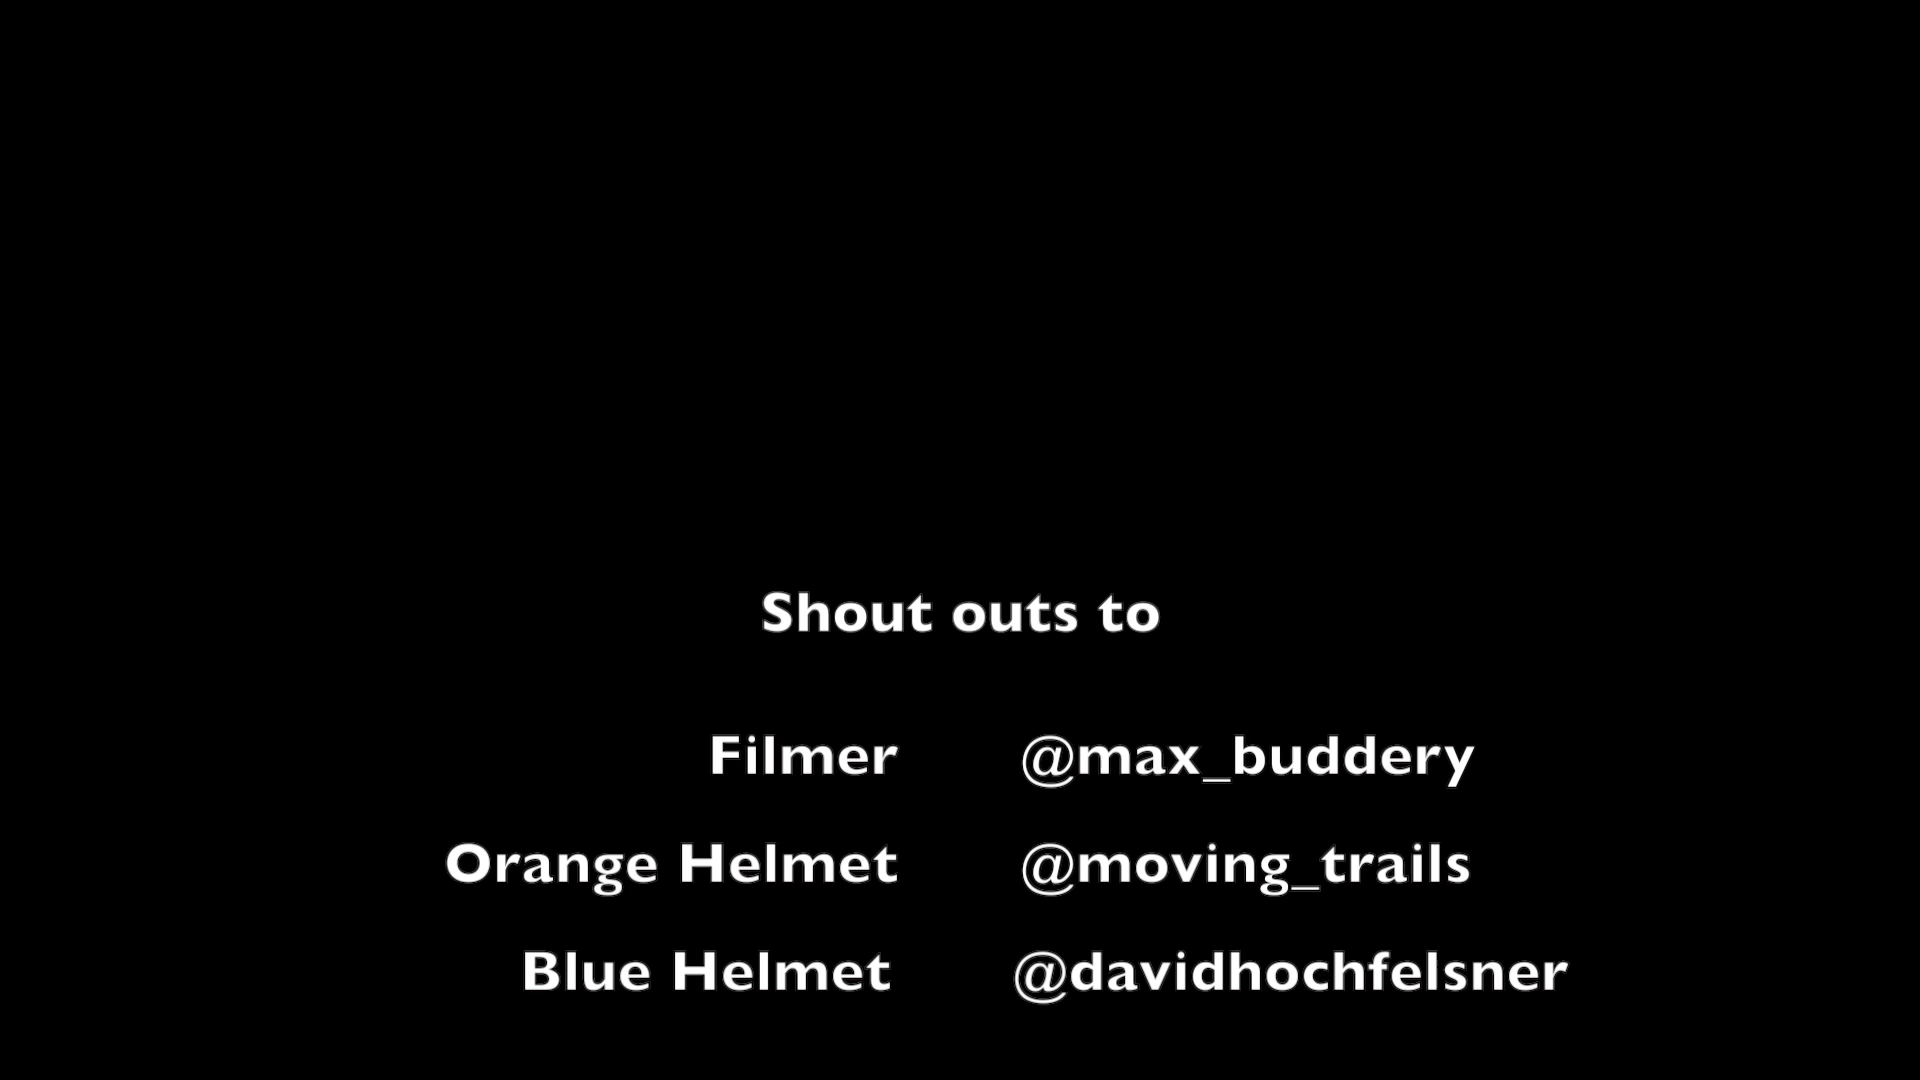 Shout outs to
Filmer @max_buddery
Orange Helmet @moving_trails
Blue Helmet @davidhochfelsner